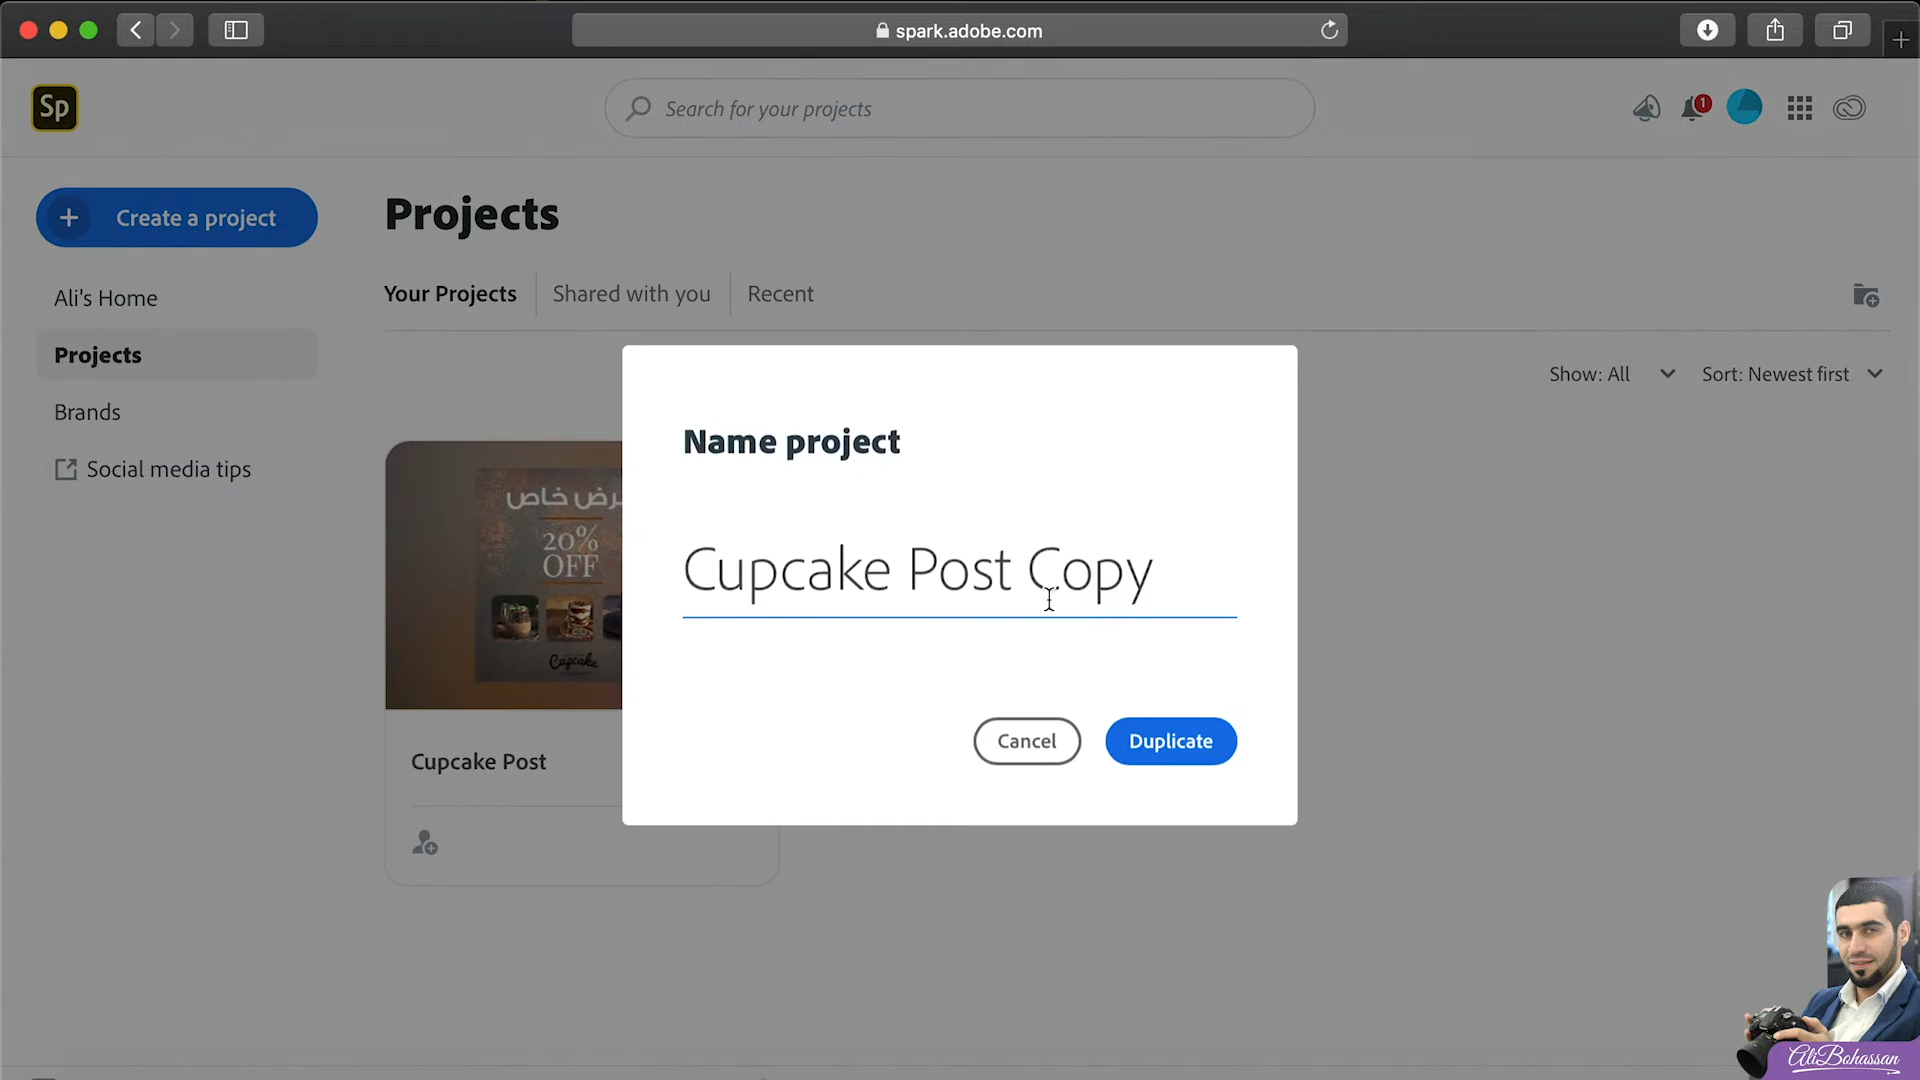 spark.adobe.com
Sp
Search for your projects
1
+ Create a project
Projects
Ali's Home
Your Projects
Shared with you
Recent
Projects
Show: All
Sort: Newest first
Brands
Social media tips
Name project
Cupcake Post Copy
20%
OFF
Cupcake
Cancel
Duplicate
Cupcake Post
AliBohassan